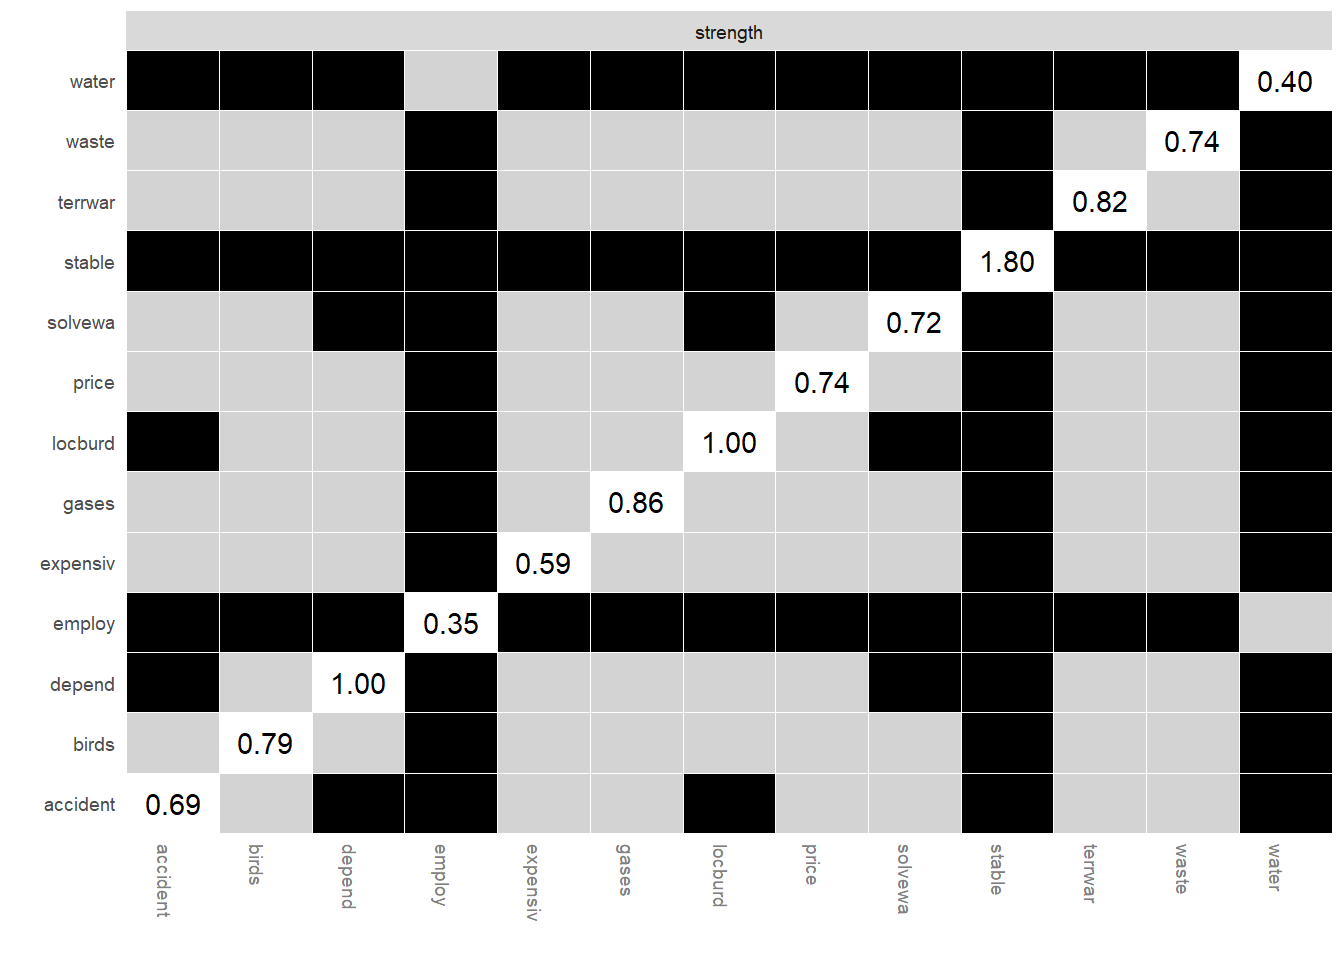 strength
water 0.40
waste 0.74
terrwar 0.82
stable 1.80
solvewa 0.72
price 0.74
locburd 1.00
gases 0.86
expensiv 0.59
employ 0.35
depend 1.00
birds 0.79
accident 0.69
accident birds depend employ expensiv gases locburd price solvewa stable terrwar waste water